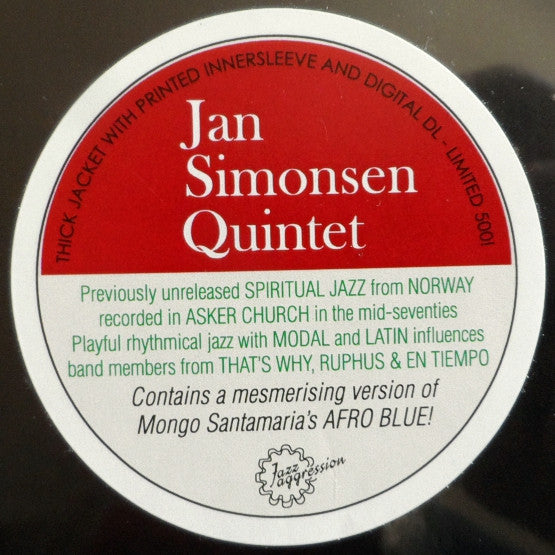 THICK JACKET WITH PRINTED INNERSLEEVE AND DIGITAL DL - LIMITED 500!
Jan
Simonsen
Quintet
Previously unreleased SPIRITUAL JAZZ from NORWAY
recorded in ASKER CHURCH in the mid-seventies
Playful rhythmical jazz with MODAL and LATIN influences
band members from THAT'S WHY, RUPHUS & EN TIEMPO
Contains a mesmerising version of
Mongo Santamaria's AFRO BLUE!
Jazz
aggression